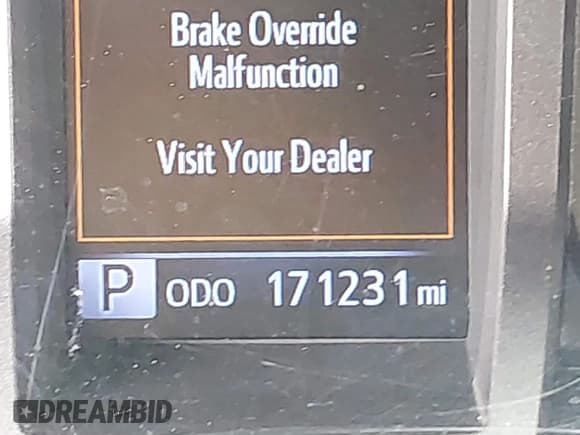 Brake Override
Malfunction
Visit Your Dealer
P ODO 171231 mi
DREAMBID